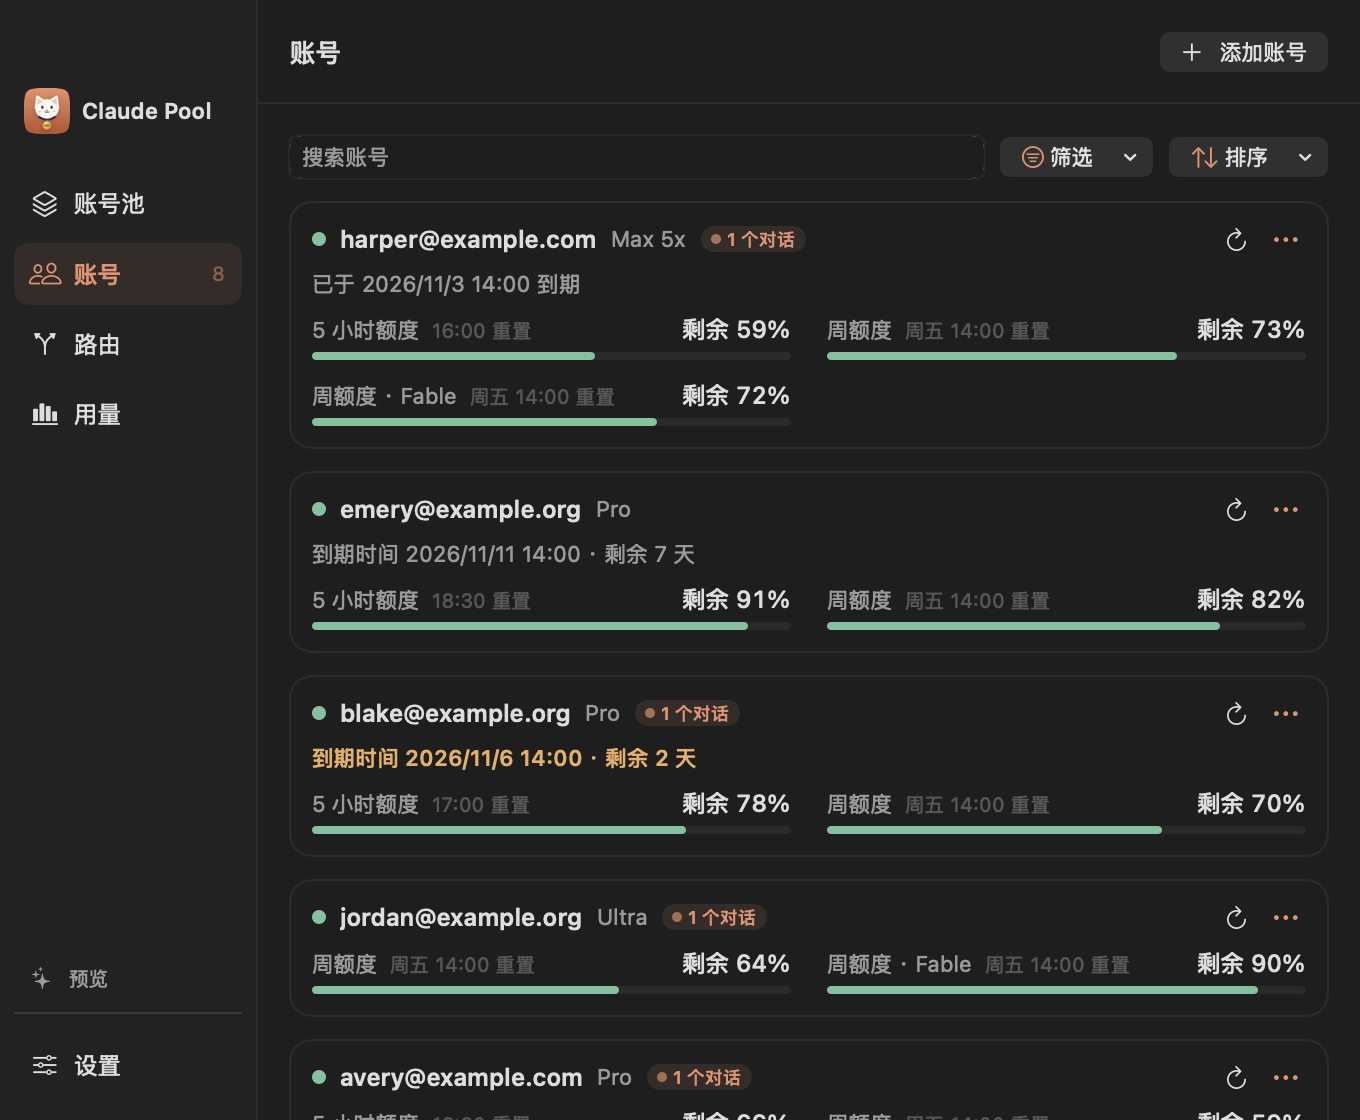 账号
添加账号
Claude Pool
搜索账号
筛选
排序
账号池
账号 8
路由
用量
预览
设置
harper@example.com Max 5x 1 个对话
已于 2026/11/3 14:00 到期
5 小时额度 16:00 重置 剩余 59%
周额度 周五 14:00 重置 剩余 73%
周额度 · Fable 周五 14:00 重置 剩余 72%
emery@example.org Pro
到期时间 2026/11/11 14:00 · 剩余 7 天
5 小时额度 18:30 重置 剩余 91%
周额度 周五 14:00 重置 剩余 82%
blake@example.org Pro 1 个对话
到期时间 2026/11/6 14:00 · 剩余 2 天
5 小时额度 17:00 重置 剩余 78%
周额度 周五 14:00 重置 剩余 70%
jordan@example.org Ultra 1 个对话
周额度 周五 14:00 重置 剩余 64%
周额度 · Fable 周五 14:00 重置 剩余 90%
avery@example.com Pro 1 个对话